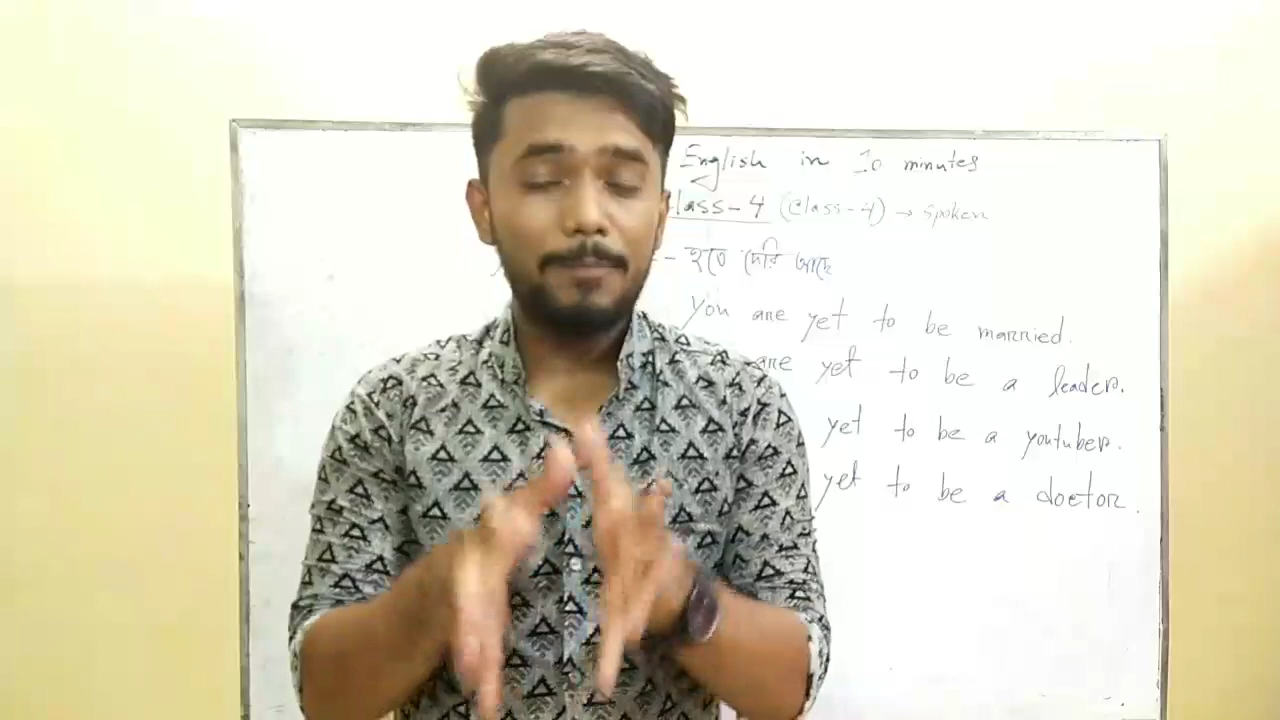 English in 10 minutes
lass-4 (Class-4) → Spoken
- হতে দেরি আছে
you are yet to be married.
are yet to be a leader.
yet to be a youtuber.
yet to be a doctor.